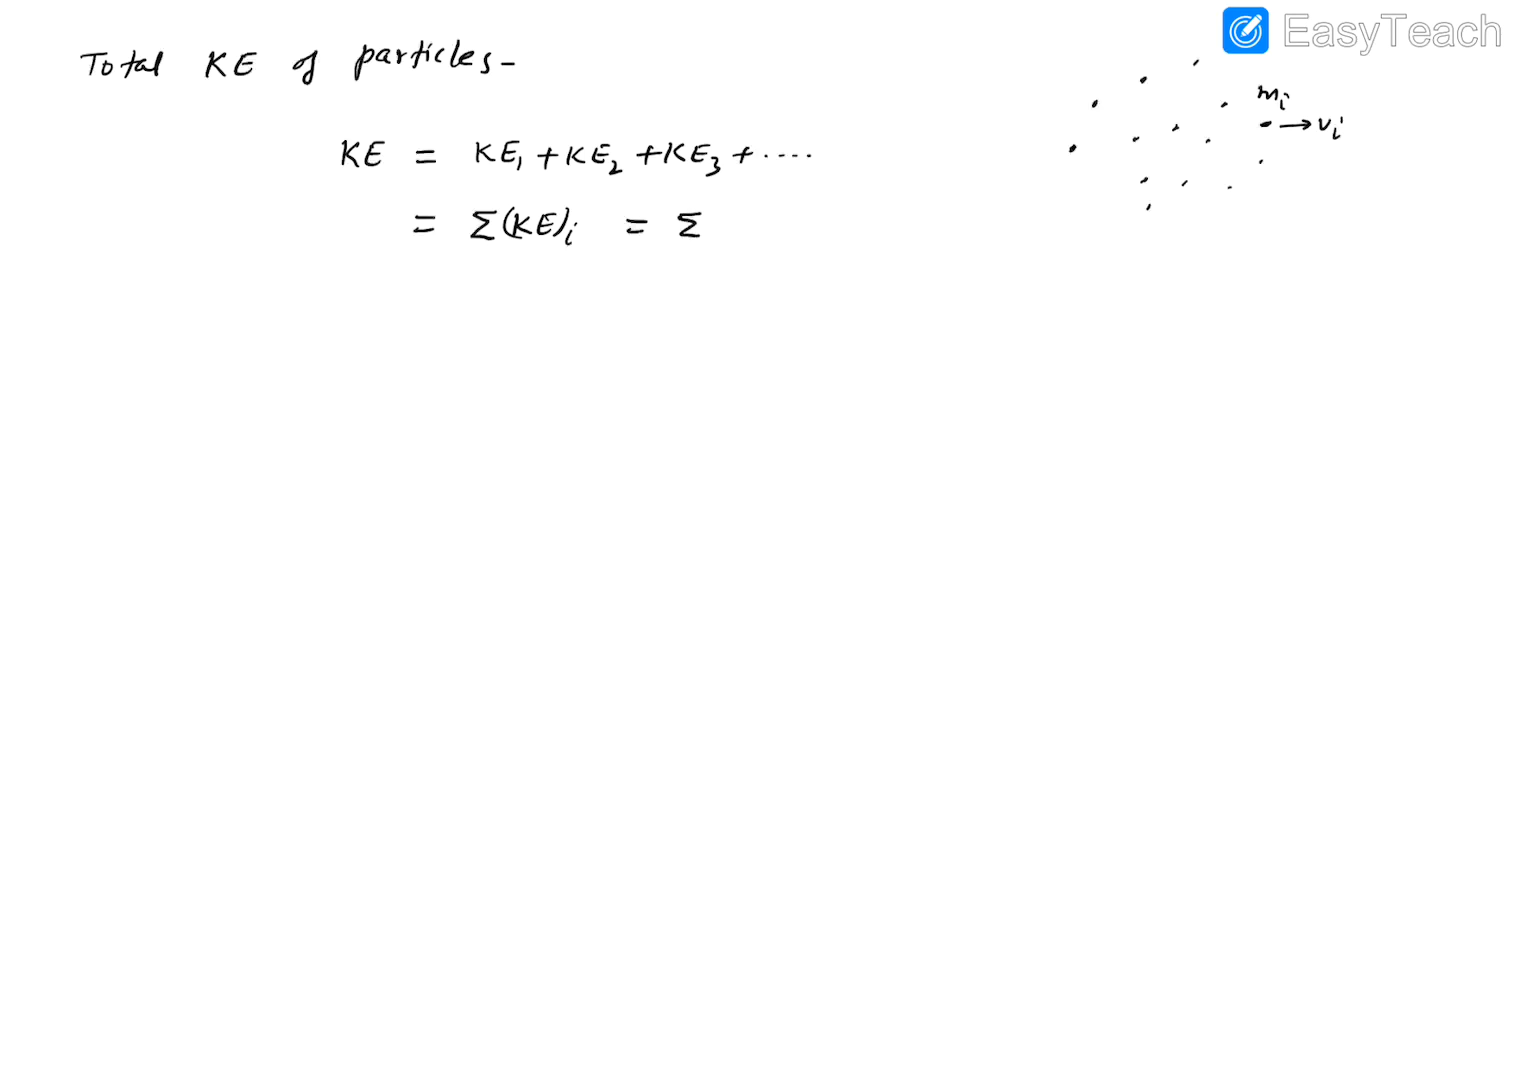 EasyTeach
Total KE of particles-
KE = KE₁ + KE₂ + KE₃ + ....
= Σ(KE)ᵢ = Σ
mᵢ
→ vᵢ